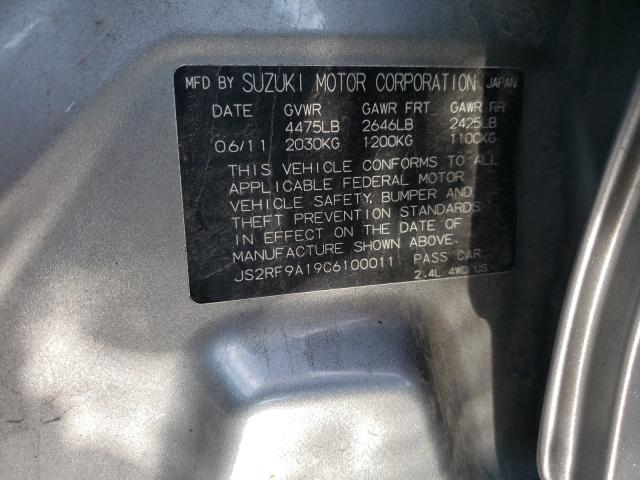 MFD BY SUZUKI MOTOR CORPORATION JAPAN
DATE GVWR GAWR FRT GAWR RR
4475LB 2646LB 2425LB
06/11 2030KG 1200KG 1100KG
THIS VEHICLE CONFORMS TO ALL
APPLICABLE FEDERAL MOTOR
VEHICLE SAFETY, BUMPER AND
THEFT PREVENTION STANDARDS
IN EFFECT ON THE DATE OF
MANUFACTURE SHOWN ABOVE.
JS2RF9A19C6100011 PASS CAR
2.4L 4WD US